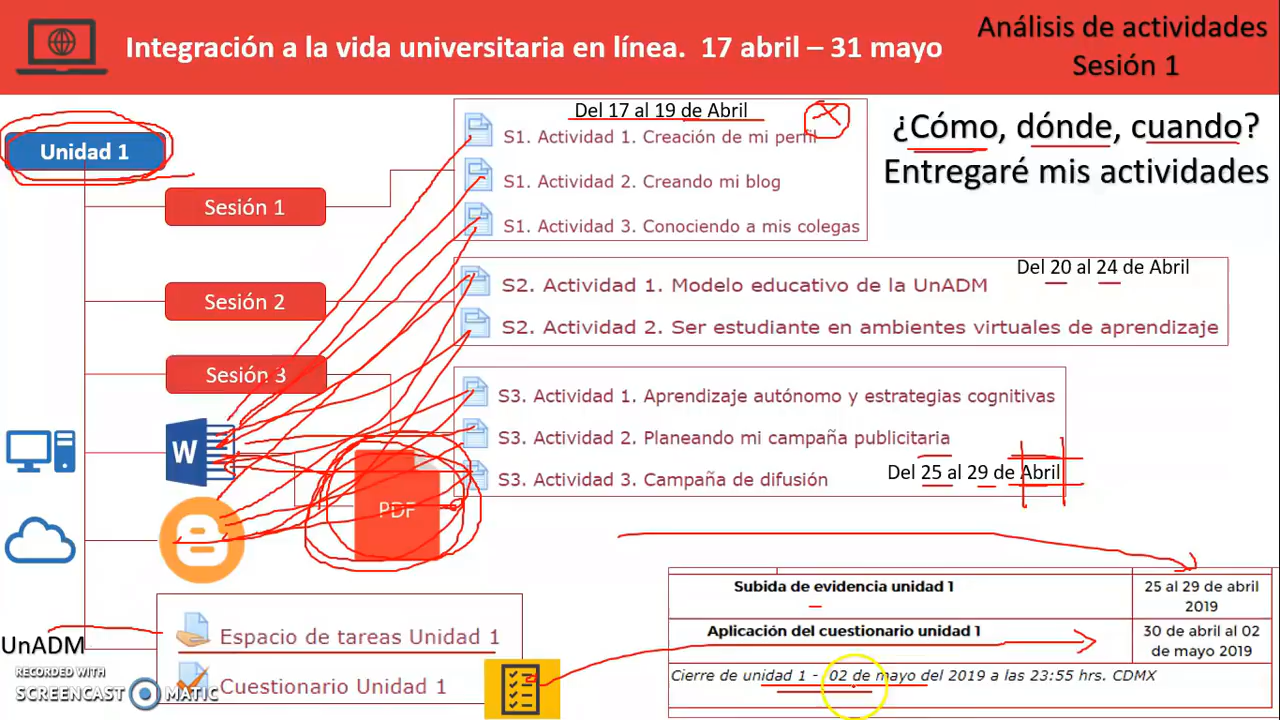 Integración a la vida universitaria en línea. 17 abril – 31 mayo
Análisis de actividades
Sesión 1
¿Cómo, dónde, cuando?
Entregaré mis actividades
Unidad 1
Sesión 1
Del 17 al 19 de Abril
S1. Actividad 1. Creación de mi perfil
S1. Actividad 2. Creando mi blog
S1. Actividad 3. Conociendo a mis colegas
Sesión 2
Del 20 al 24 de Abril
S2. Actividad 1. Modelo educativo de la UnADM
S2. Actividad 2. Ser estudiante en ambientes virtuales de aprendizaje
Sesión 3
S3. Actividad 1. Aprendizaje autónomo y estrategias cognitivas
S3. Actividad 2. Planeando mi campaña publicitaria
S3. Actividad 3. Campaña de difusión
Del 25 al 29 de Abril
W
PDF
UnADM
Espacio de tareas Unidad 1
Cuestionario Unidad 1
Subida de evidencia unidad 1
25 al 29 de abril
2019
Aplicación del cuestionario unidad 1
30 de abril al 02
de mayo 2019
Cierre de unidad 1 - 02 de mayo del 2019 a las 23:55 hrs. CDMX
RECORDED WITH
SCREENCAST MATIC